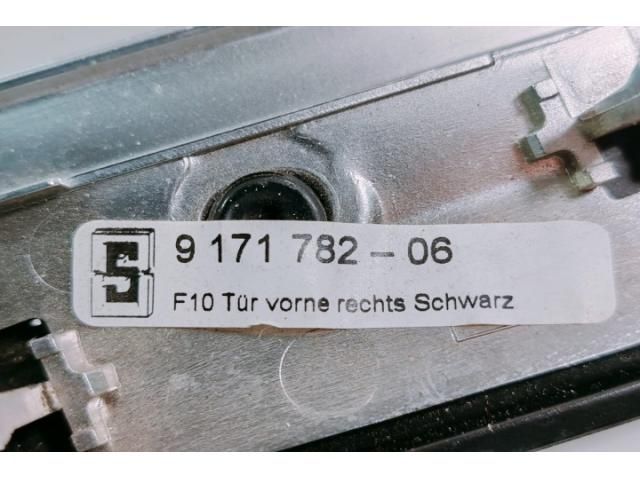 S
9 171 782 - 06
F10 Tür vorne rechts Schwarz